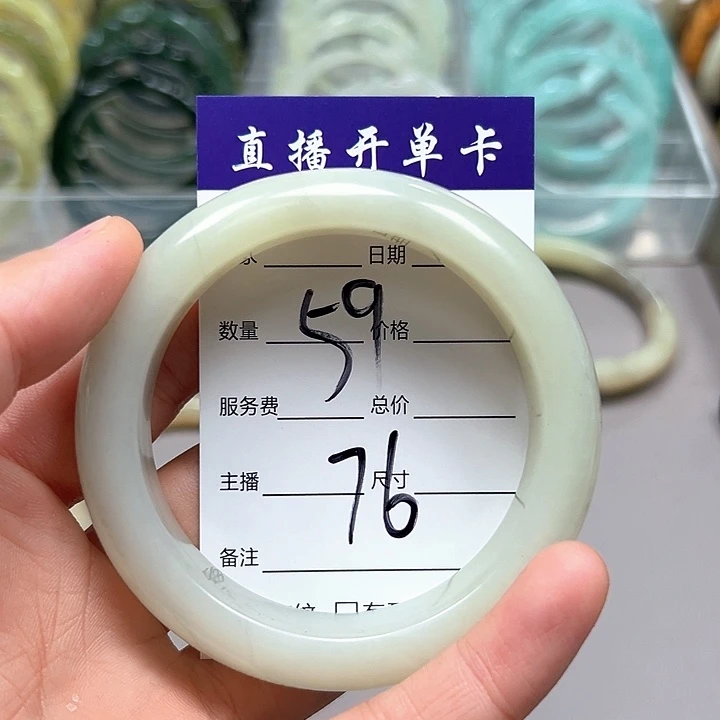 直播开单卡
日期
59
数量 价格
服务费 总价
76
主播 尺寸
备注